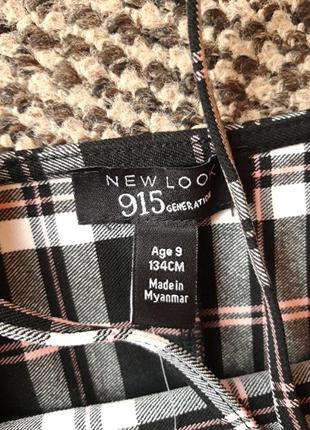 NEW LOOK
915 GENERATION
Age 9
134CM
Made in
Myanmar